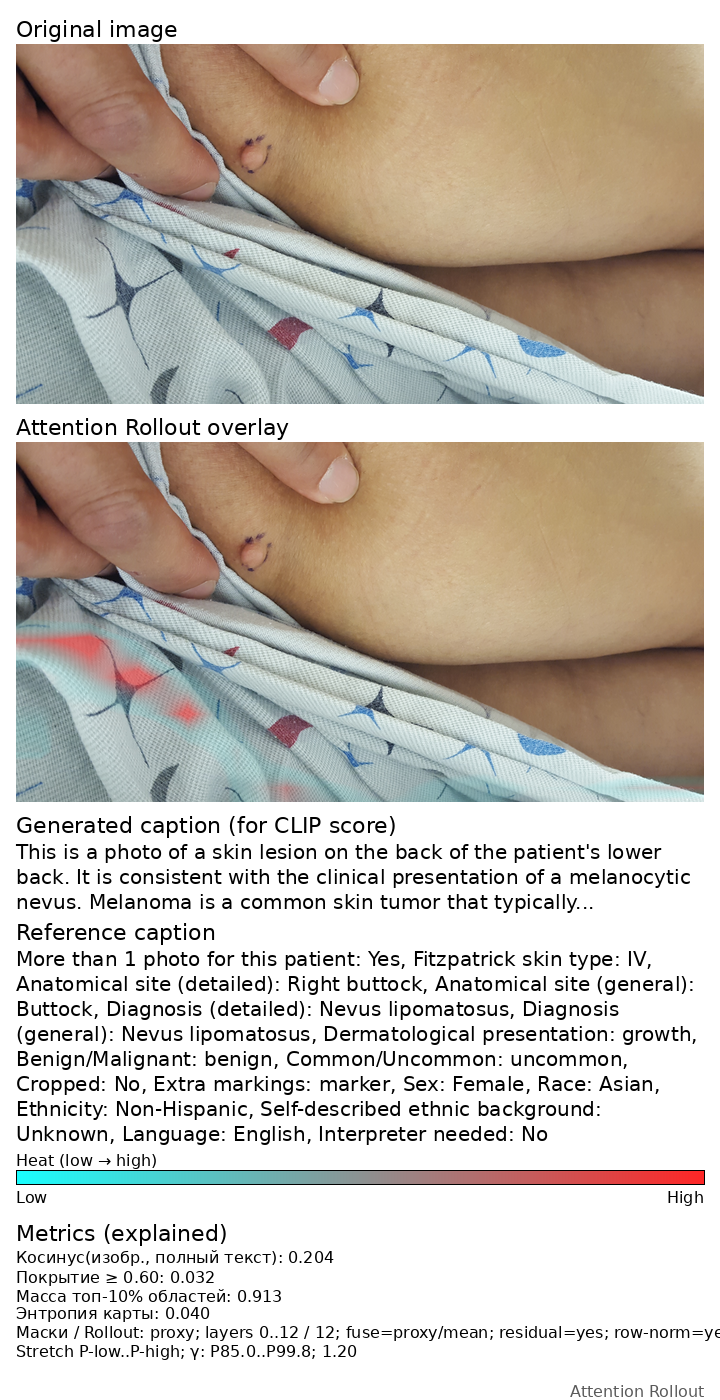 Original image
Attention Rollout overlay
Generated caption (for CLIP score)
This is a photo of a skin lesion on the back of the patient's lower
back. It is consistent with the clinical presentation of a melanocytic
nevus. Melanoma is a common skin tumor that typically...
Reference caption
More than 1 photo for this patient: Yes, Fitzpatrick skin type: IV,
Anatomical site (detailed): Right buttock, Anatomical site (general):
Buttock, Diagnosis (detailed): Nevus lipomatosus, Diagnosis
(general): Nevus lipomatosus, Dermatological presentation: growth,
Benign/Malignant: benign, Common/Uncommon: uncommon,
Cropped: No, Extra markings: marker, Sex: Female, Race: Asian,
Ethnicity: Non-Hispanic, Self-described ethnic background:
Unknown, Language: English, Interpreter needed: No
Heat (low → high)
Low High
Metrics (explained)
Косинус(изобр., полный текст): 0.204
Покрытие ≥ 0.60: 0.032
Масса топ-10% областей: 0.913
Энтропия карты: 0.040
Маски / Rollout: proxy; layers 0..12 / 12; fuse=proxy/mean; residual=yes; row-norm=ye
Stretch P-low..P-high; γ: P85.0..P99.8; 1.20
Attention Rollout